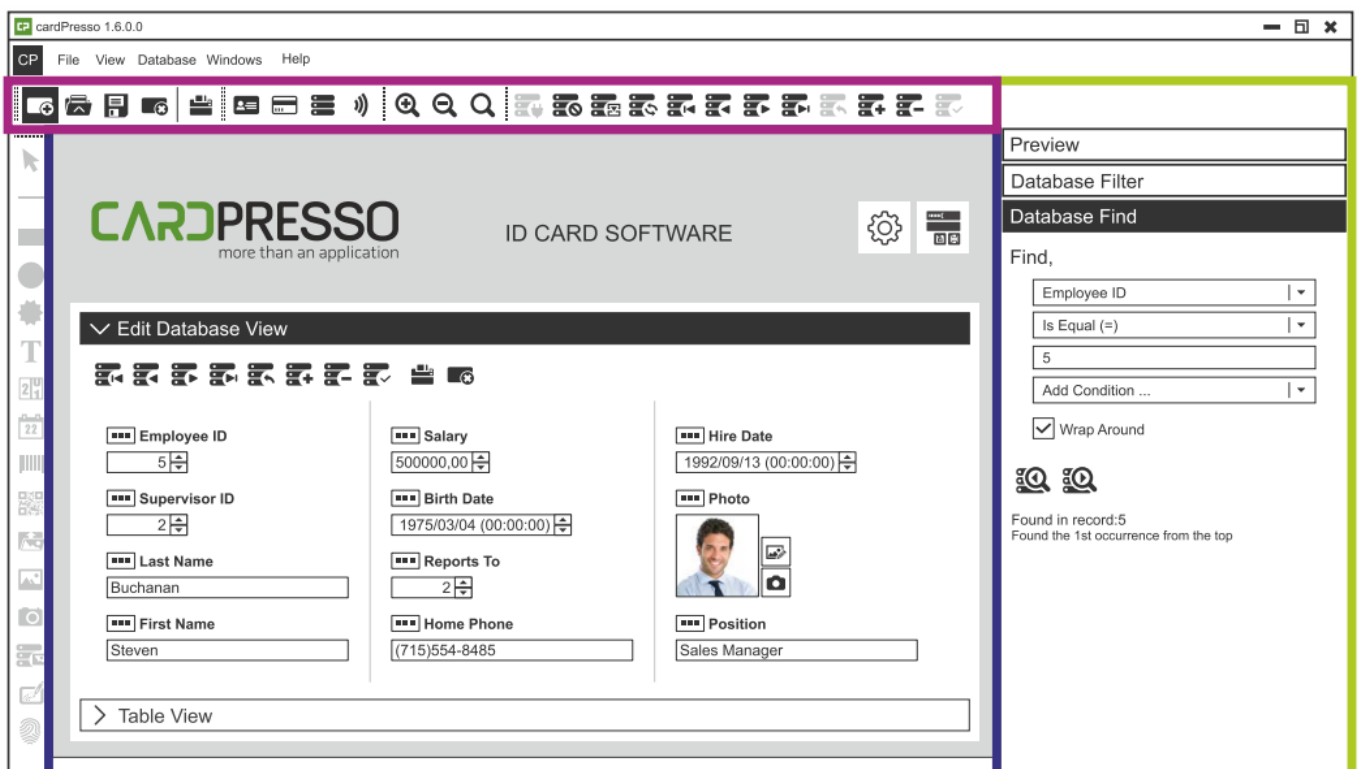 CP cardPresso 1.6.0.0
CP File View Database Windows Help
Preview
Database Filter
Database Find
CARDPRESSO
more than an application
ID CARD SOFTWARE
Find,
Employee ID
Is Equal (=)
5
Add Condition ...
Wrap Around
Found in record:5
Found the 1st occurrence from the top
Edit Database View
Employee ID
5
Supervisor ID
2
Last Name
Buchanan
First Name
Steven
Salary
500000,00
Birth Date
1975/03/04 (00:00:00)
Reports To
2
Home Phone
(715)554-8485
Hire Date
1992/09/13 (00:00:00)
Photo
Position
Sales Manager
Table View
T
22